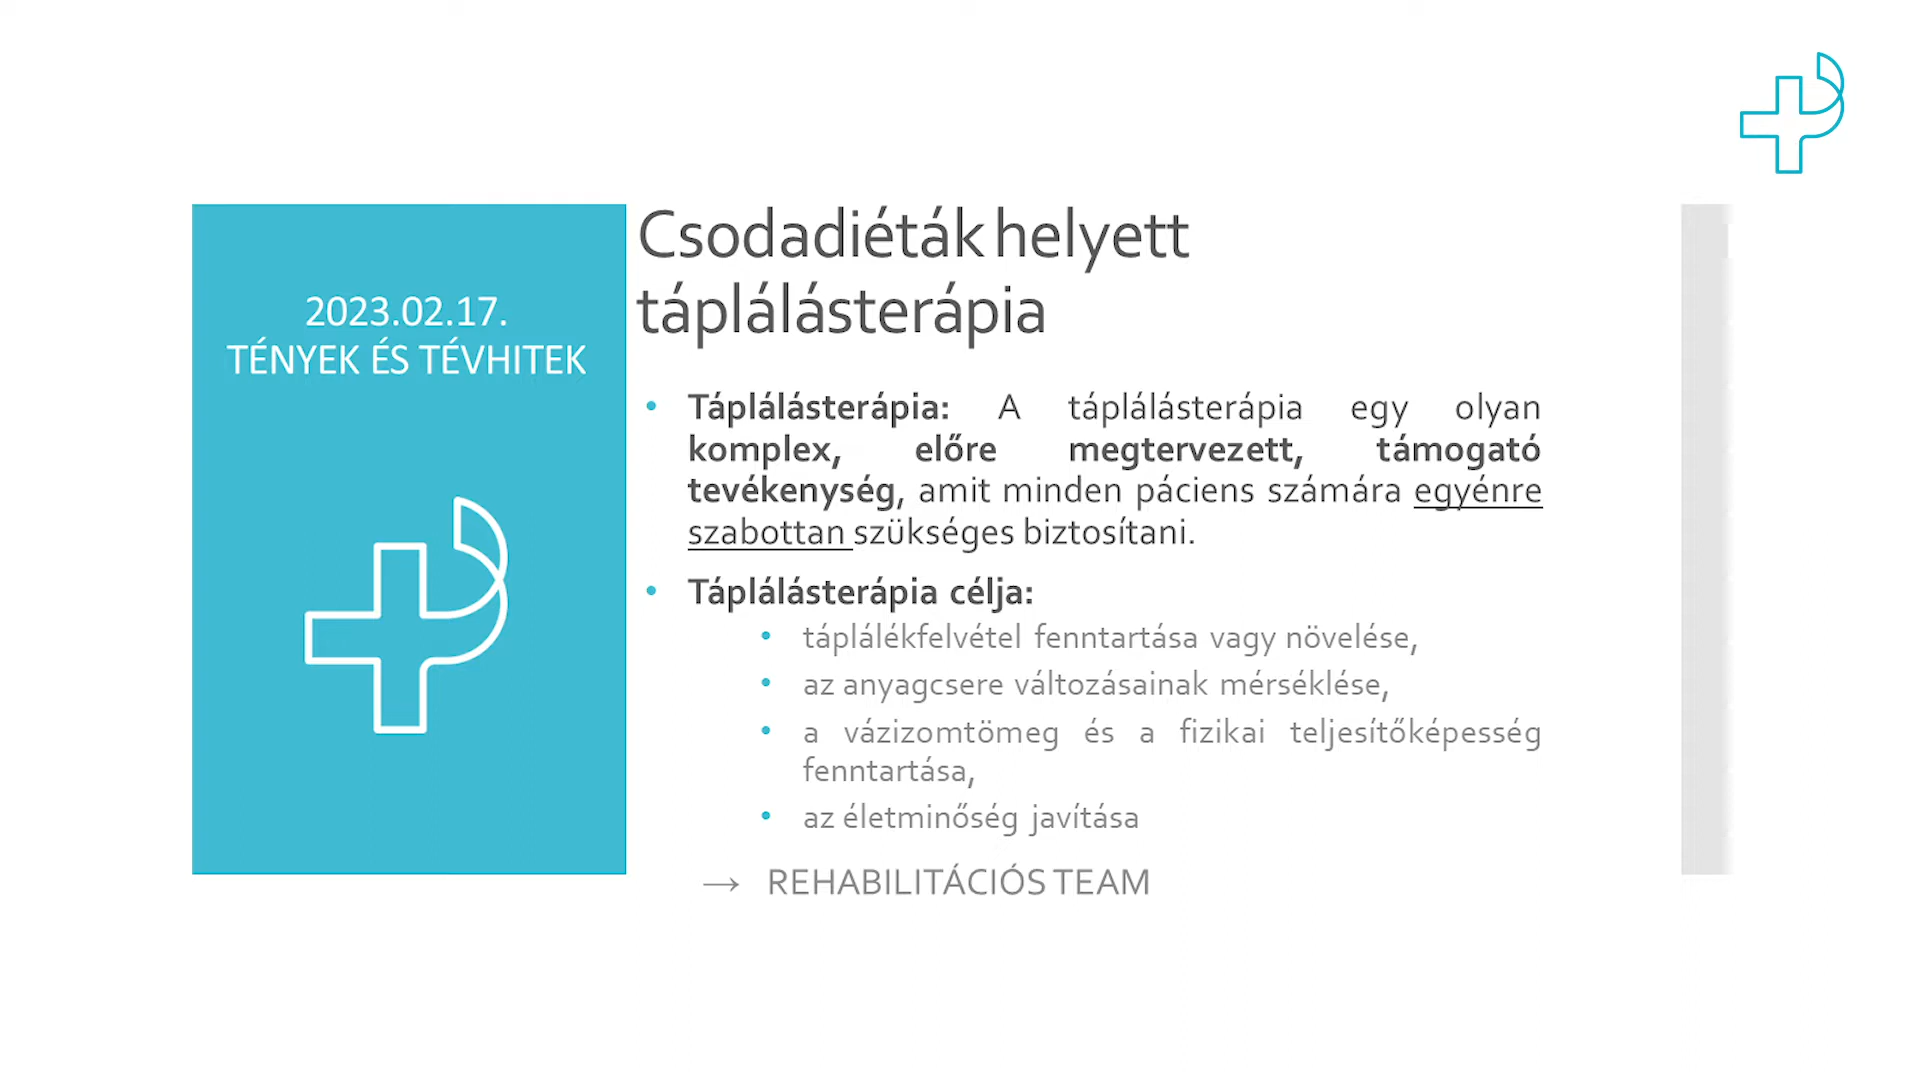 2023.02.17.
TÉNYEK ÉS TÉVHITEK
Csodadiéták helyett
táplálásterápia
• Táplálásterápia: A táplálásterápia egy olyan
komplex, előre megtervezett, támogató
tevékenység, amit minden páciens számára egyénre
szabottan szükséges biztosítani.
• Táplálásterápia célja:
• táplálékfelvétel fenntartása vagy növelése,
• az anyagcsere változásainak mérséklése,
• a vázizomtömeg és a fizikai teljesítőképesség
fenntartása,
• az életminőség javítása
→ REHABILITÁCIÓS TEAM